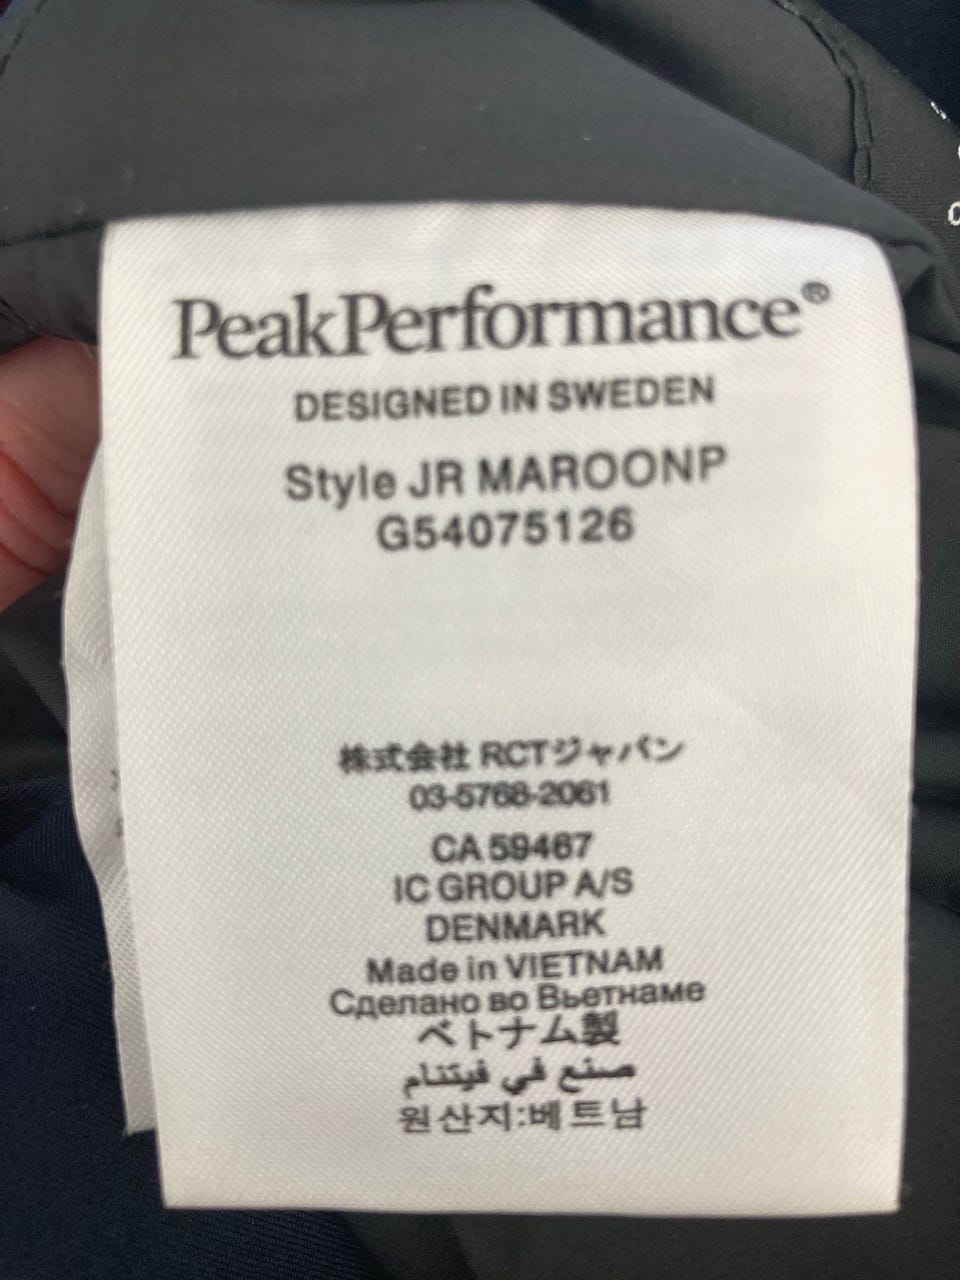 PeakPerformance®
DESIGNED IN SWEDEN
Style JR MAROONP
G54075126
株式会社 RCTジャパン
03-5768-2061
CA 59467
IC GROUP A/S
DENMARK
Made in VIETNAM
Сделано во Вьетнаме
ベトナム製
صنع في فيتنام
원산지:베트남